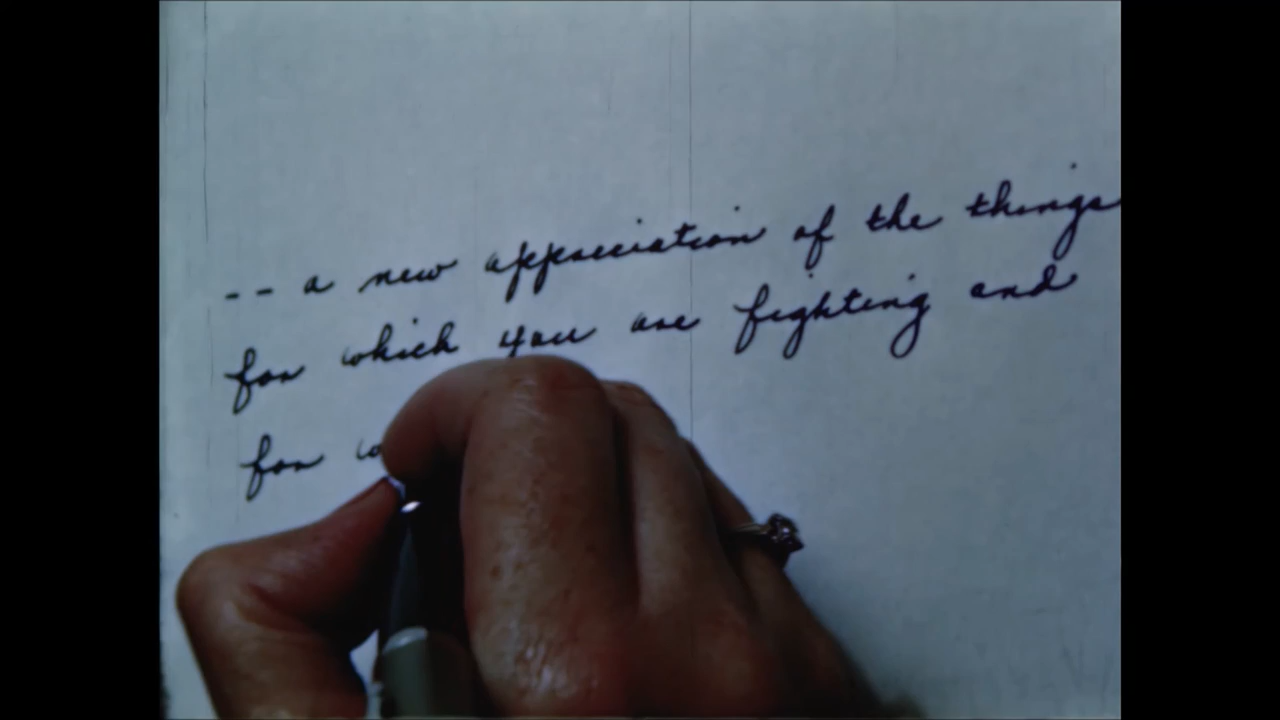 -- a new appreciation of the things
for which you are fighting and
for w